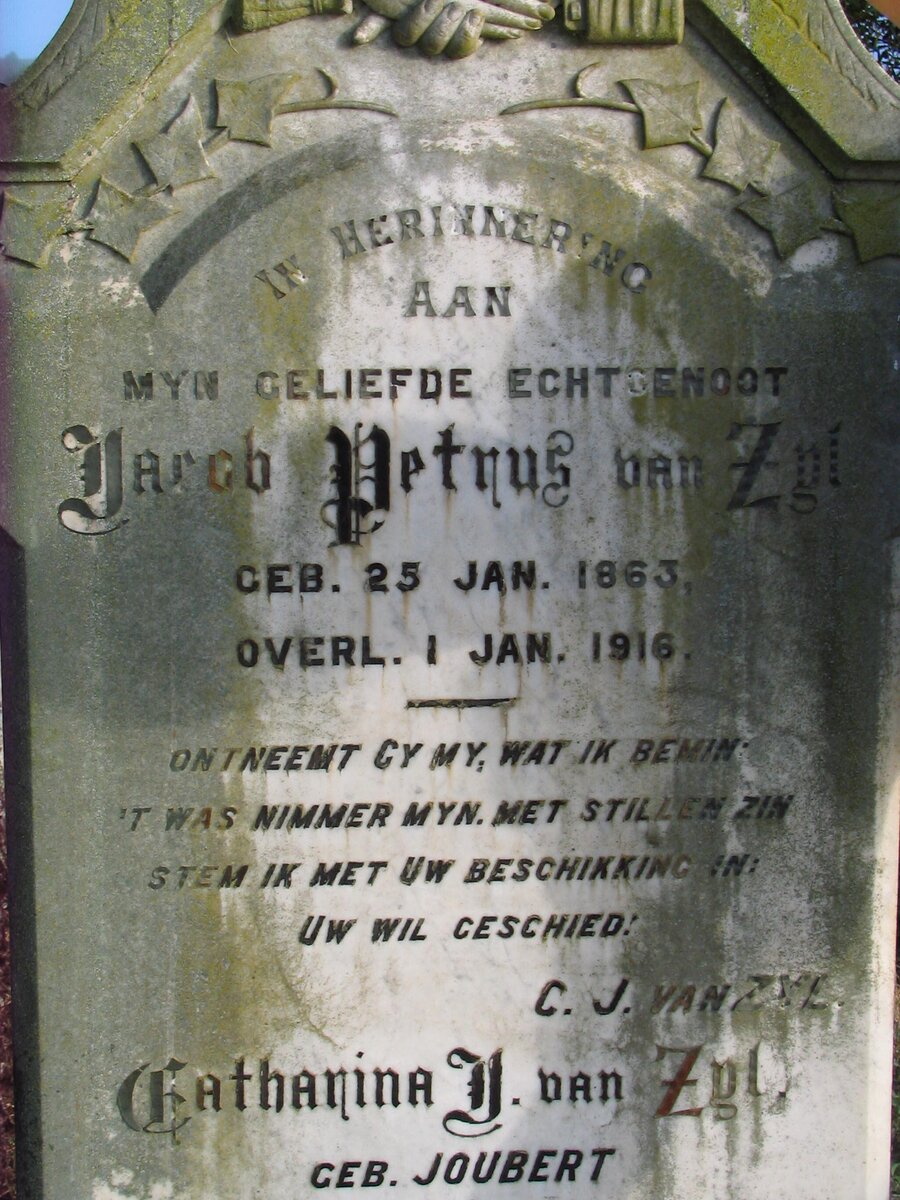 IN HERINNERING
AAN
MYN GELIEFDE ECHTGENOOT
Jacob Petrus van Zyl
GEB. 25 JAN. 1863,
OVERL. 1 JAN. 1916.
ONTNEEMT GY MY, WAT IK BEMIN:
'T WAS NIMMER MYN. MET STILLEN ZIN
STEM IK MET UW BESCHIKKING IN:
UW WIL GESCHIED!
C. J. VAN ZYL.
Catharina J. van Zyl.
GEB. JOUBERT